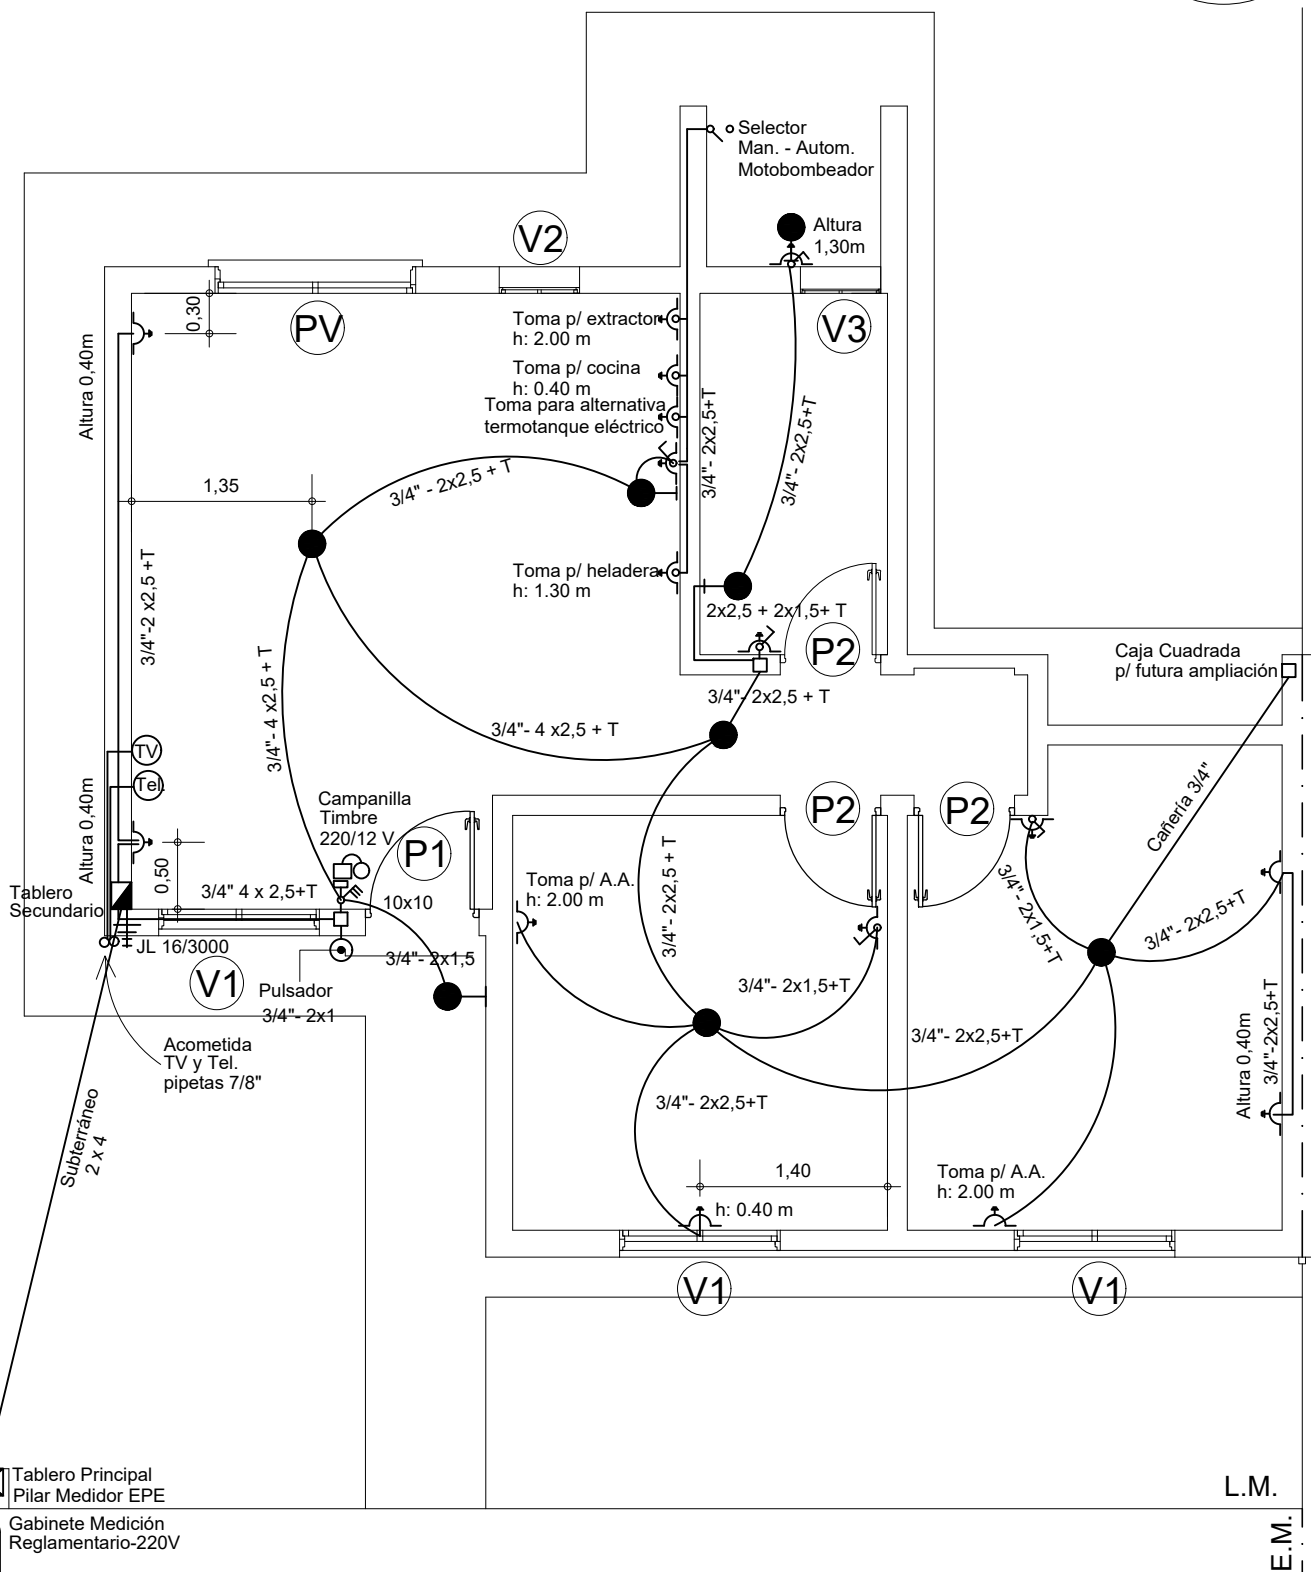 Selector
Man. - Autom.
Motobombeador
Altura
1,30m
V2
PV
V3
0,30
Altura 0,40m
Toma p/ extractor
h: 2.00 m
Toma p/ cocina
h: 0.40 m
Toma para alternativa
termotanque eléctrico
3/4"- 2x2,5+T
3/4"- 2x2,5+T
3/4" - 2x2,5 + T
1,35
3/4"-2 x2,5 +T
Toma p/ heladera
h: 1.30 m
2x2,5 + 2x1,5+ T
P2
Caja Cuadrada
p/ futura ampliación
3/4"- 2x2,5 + T
3/4"- 4 x2,5 + T
3/4"- 4 x2,5 + T
TV
Tel.
Altura 0,40m
0,50
Campanilla
Timbre
220/12 V
P1
P2
P2
Cañería 3/4"
Tablero
Secundario
3/4" 4 x 2,5+T
10x10
Toma p/ A.A.
h: 2.00 m
3/4"- 2x2,5 + T
3/4"- 2x1,5+T
3/4"- 2x2,5+T
JL 16/3000
3/4"- 2x1,5
V1
Pulsador
3/4"- 2x1
3/4"- 2x1,5+T
3/4"- 2x2,5+T
Acometida
TV y Tel.
pipetas 7/8"
3/4"- 2x2,5+T
Altura 0,40m
3/4"-2x2,5+T
Subterráneo
2 x 4
1,40
h: 0.40 m
Toma p/ A.A.
h: 2.00 m
V1
V1
Tablero Principal
Pilar Medidor EPE
L.M.
Gabinete Medición
Reglamentario-220V
E.M.